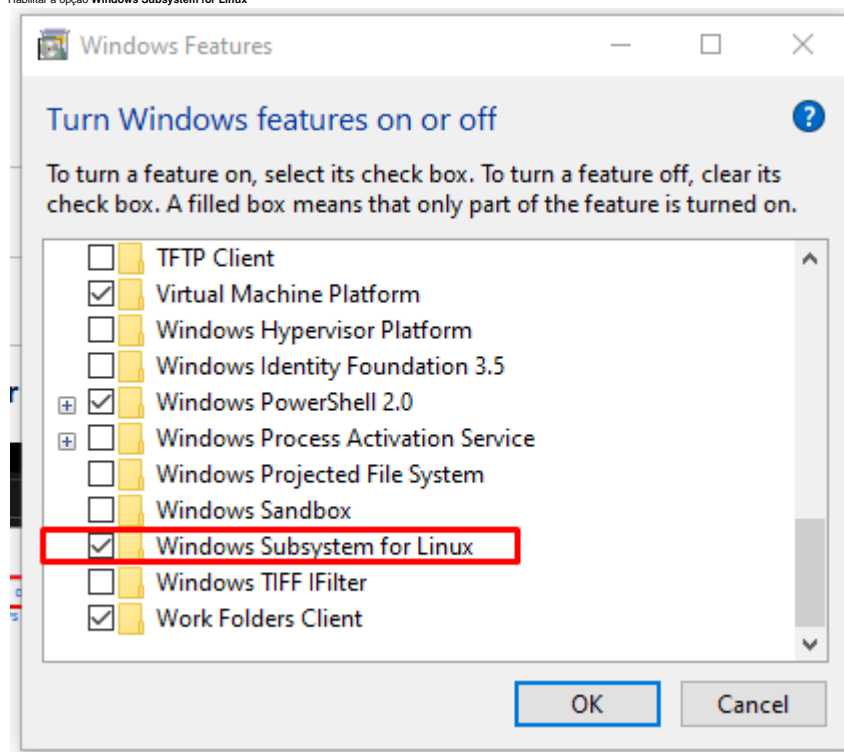 Habilitar a opção Windows Subsystem for Linux
Windows Features
Turn Windows features on or off
To turn a feature on, select its check box. To turn a feature off, clear its
check box. A filled box means that only part of the feature is turned on.
TFTP Client
Virtual Machine Platform
Windows Hypervisor Platform
Windows Identity Foundation 3.5
Windows PowerShell 2.0
Windows Process Activation Service
Windows Projected File System
Windows Sandbox
Windows Subsystem for Linux
Windows TIFF IFilter
Work Folders Client
OK Cancel